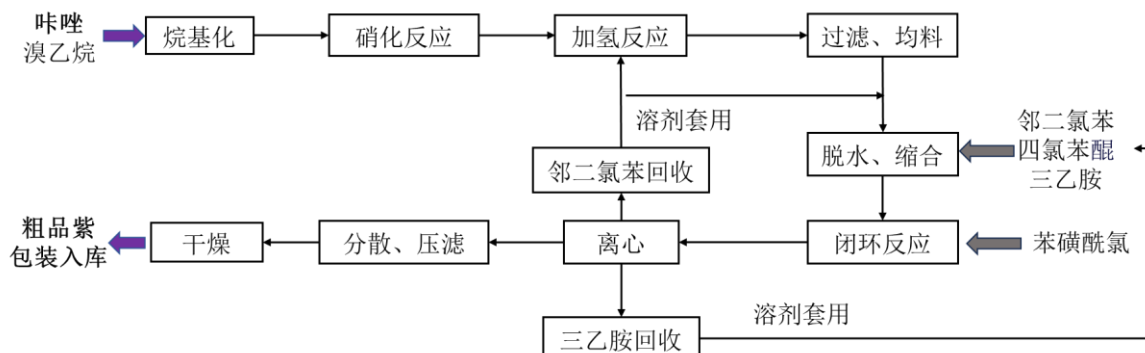 咔唑
溴乙烷
烷基化
硝化反应
加氢反应
过滤、均料
溶剂套用
邻二氯苯
四氯苯醌
三乙胺
脱水、缩合
邻二氯苯回收
粗品紫
包装入库
干燥
分散、压滤
离心
闭环反应
苯磺酰氯
三乙胺回收
溶剂套用